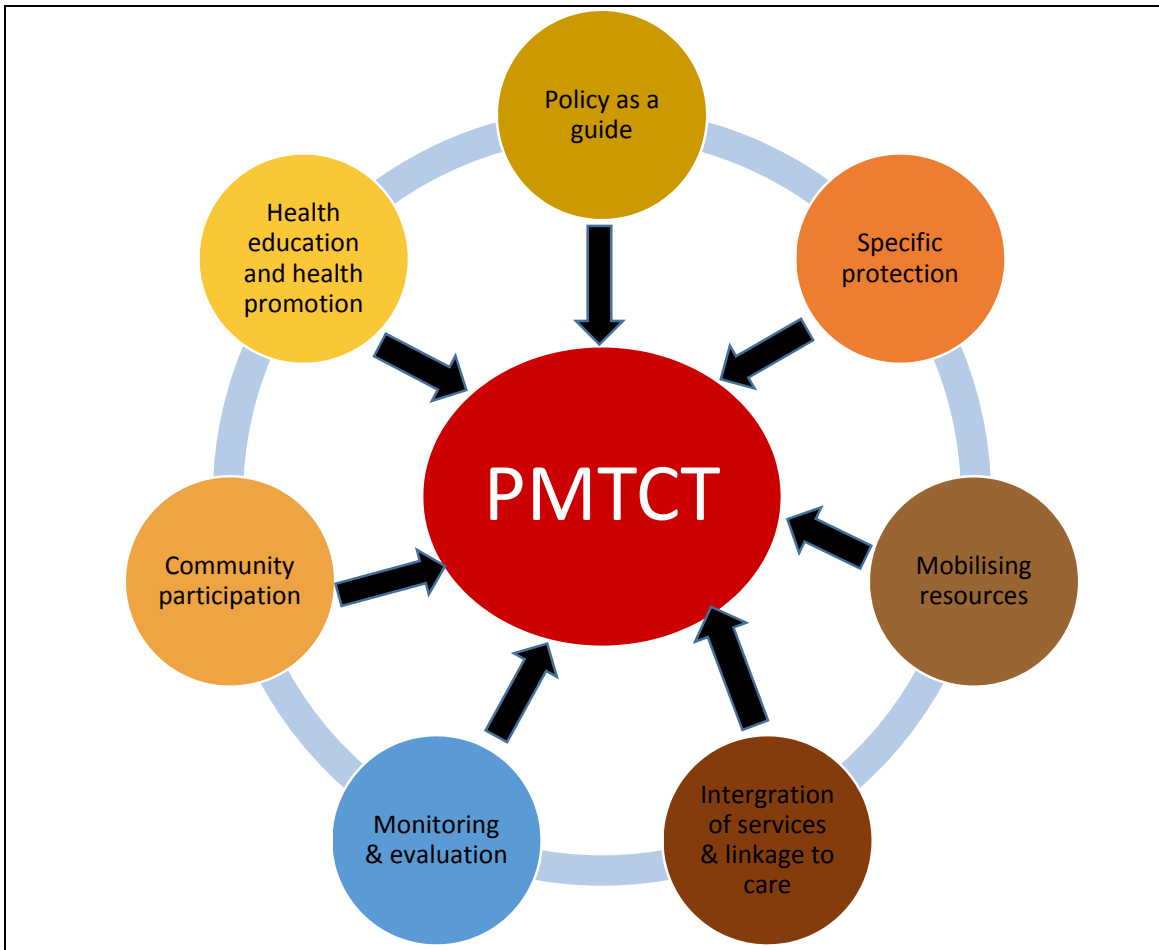 Policy as a
guide
Specific
protection
Mobilising
resources
Intergration
of services
& linkage to
care
Monitoring
& evaluation
Community
participation
Health
education
and health
promotion
PMTCT